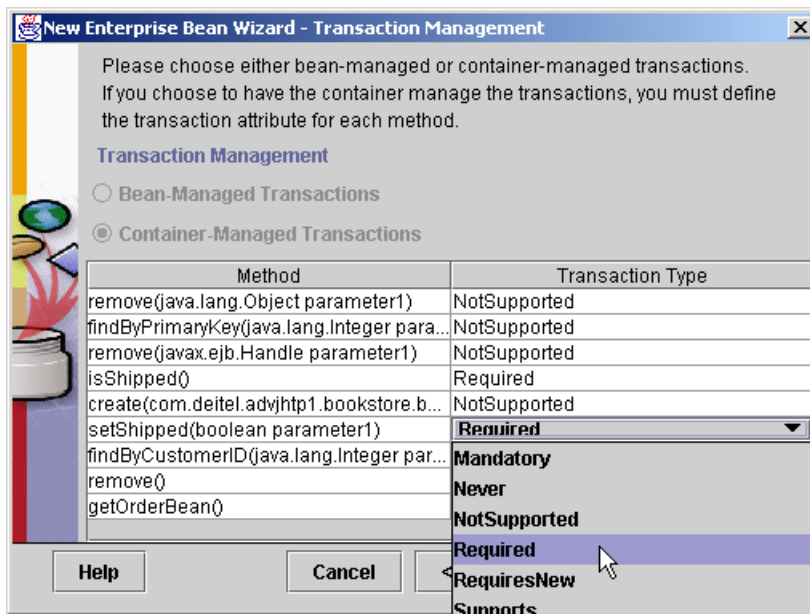 New Enterprise Bean Wizard - Transaction Management
Please choose either bean-managed or container-managed transactions.
If you choose to have the container manage the transactions, you must define
the transaction attribute for each method.
Transaction Management
Bean-Managed Transactions
Container-Managed Transactions
Method Transaction Type
remove(java.lang.Object parameter1) NotSupported
findByPrimaryKey(java.lang.Integer para... NotSupported
remove(javax.ejb.Handle parameter1) NotSupported
isShipped() Required
create(com.deitel.advjhtp1.bookstore.b... NotSupported
setShipped(boolean parameter1) Required
findByCustomerID(java.lang.Integer par... Mandatory
remove() Never
getOrderBean() NotSupported
Required
RequiresNew
Supports
Help Cancel <